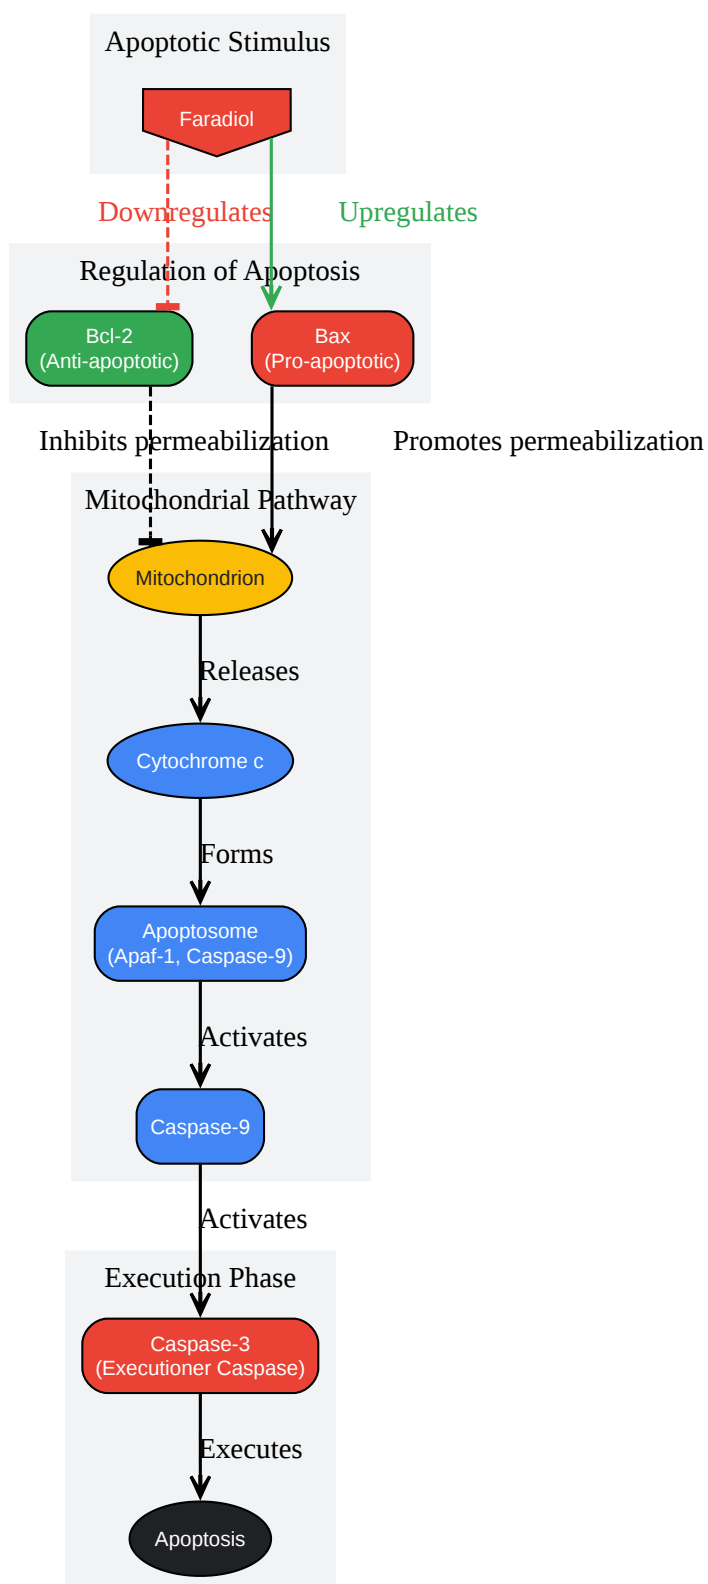 Apoptotic Stimulus
Faradiol
Downregulates
Upregulates
Regulation of Apoptosis
Bcl-2
(Anti-apoptotic)
Bax
(Pro-apoptotic)
Inhibits permeabilization
Promotes permeabilization
Mitochondrial Pathway
Mitochondrion
Releases
Cytochrome c
Forms
Apoptosome
(Apaf-1, Caspase-9)
Activates
Caspase-9
Activates
Execution Phase
Caspase-3
(Executioner Caspase)
Executes
Apoptosis